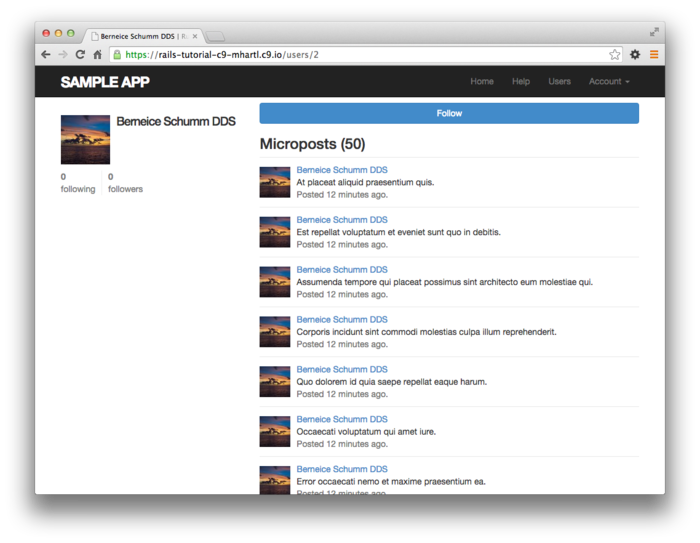 Berneice Schumm DDS | Ra
https://rails-tutorial-c9-mhartl.c9.io/users/2
SAMPLE APP
Home
Help
Users
Account
Berneice Schumm DDS
0
following
0
followers
Follow
Microposts (50)
Berneice Schumm DDS
At placeat aliquid praesentium quis.
Posted 12 minutes ago.
Berneice Schumm DDS
Est repellat voluptatum et eveniet sunt quo in debitis.
Posted 12 minutes ago.
Berneice Schumm DDS
Assumenda tempore qui placeat possimus sint architecto eum molestiae qui.
Posted 12 minutes ago.
Berneice Schumm DDS
Corporis incidunt sint commodi molestias culpa illum reprehenderit.
Posted 12 minutes ago.
Berneice Schumm DDS
Quo dolorem id quia saepe repellat eaque harum.
Posted 12 minutes ago.
Berneice Schumm DDS
Occaecati voluptatum qui amet iure.
Posted 12 minutes ago.
Berneice Schumm DDS
Error occaecati nemo et maxime praesentium ea.
Posted 12 minutes ago.